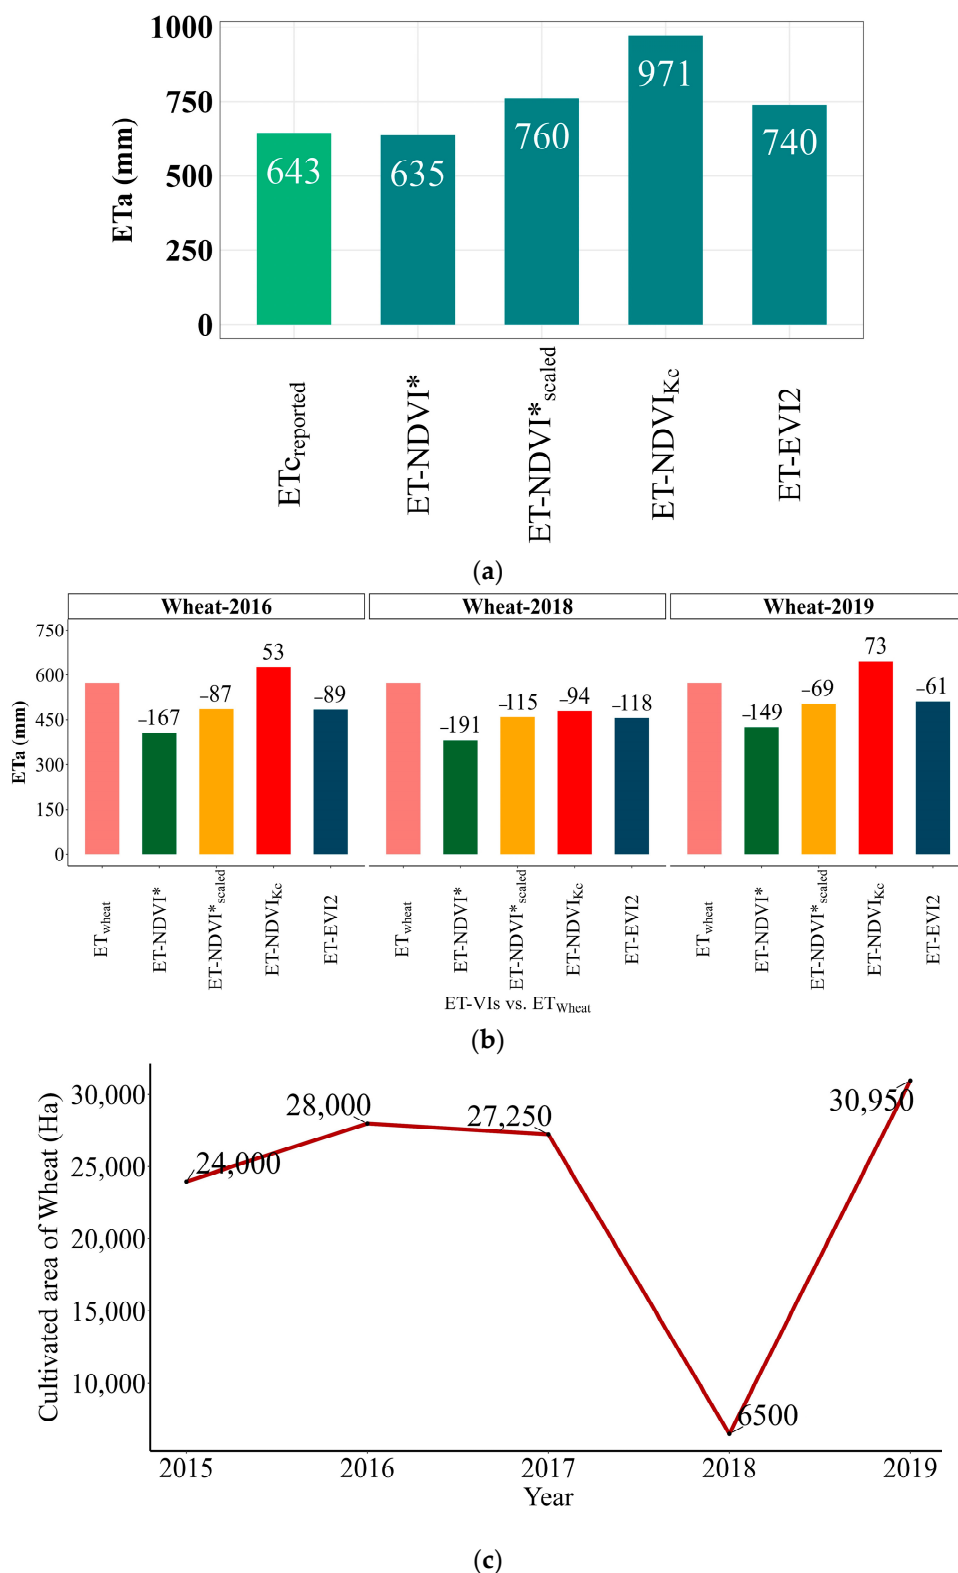 1000
750
500
250
0
ETa (mm)
643
635
760
971
740
ETcreported
ET-NDVI*
ET-NDVI*scaled
ET-NDVIKc
ET-EVI2
(a)
Wheat-2016
Wheat-2018
Wheat-2019
750
600
450
300
150
0
ETa (mm)
−167
−87
53
−89
−191
−115
−94
−118
−149
−69
73
−61
ETwheat
ET-NDVI*
ET-NDVI*scaled
ET-NDVIKc
ET-EVI2
ETwheat
ET-NDVI*
ET-NDVI*scaled
ET-NDVIKc
ET-EVI2
ETwheat
ET-NDVI*
ET-NDVI*scaled
ET-NDVIKc
ET-EVI2
ET-VIs vs. ETWheat
(b)
Cultivated area of Wheat (Ha)
30,000
25,000
20,000
15,000
10,000
24,000
28,000
27,250
6500
30,950
2015
2016
2017
2018
2019
Year
(c)